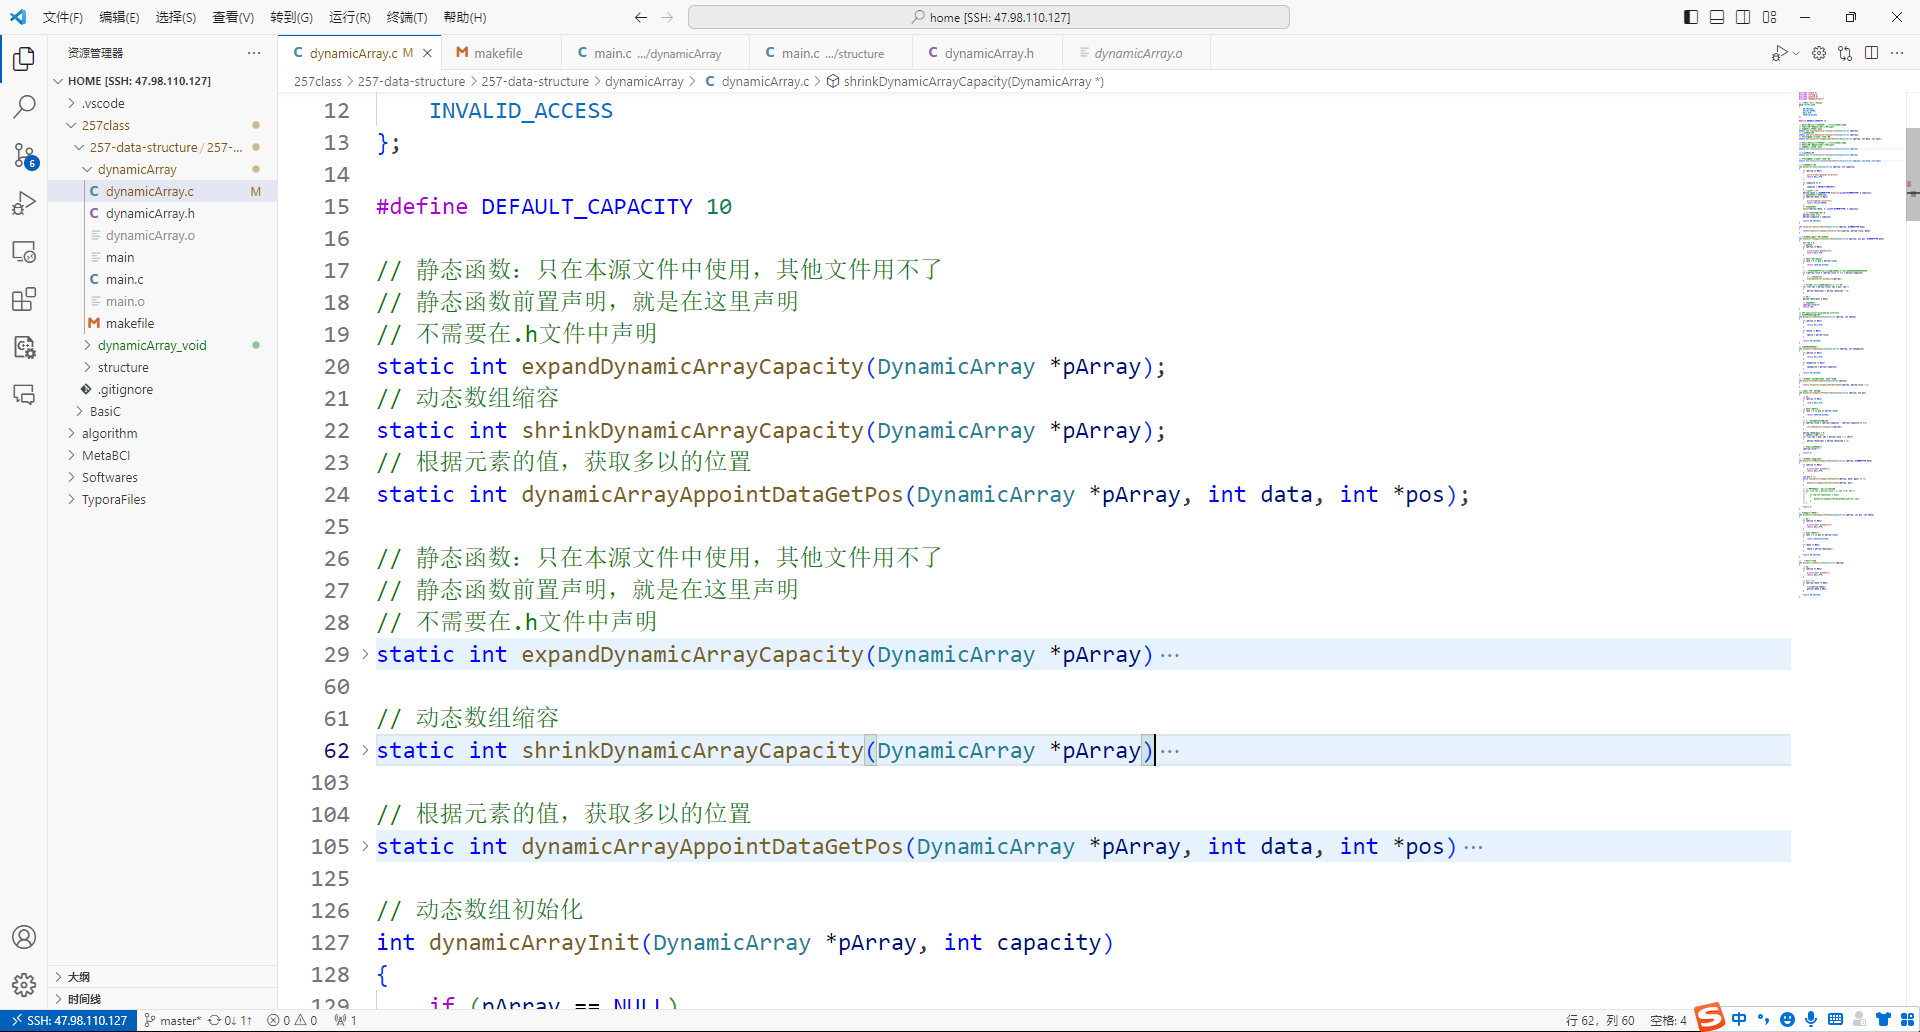 文件(F) 编辑(E) 选择(S) 查看(V) 转到(G) 运行(R) 终端(T) 帮助(H) home [SSH: 47.98.110.127]
资源管理器
HOME [SSH: 47.98.110.127]
.vscode
257class
257-data-structure / 257-...
dynamicArray
dynamicArray.c M
dynamicArray.h
dynamicArray.o
main
main.c
main.o
makefile
dynamicArray_void
structure
.gitignore
BasiC
algorithm
MetaBCI
Softwares
TyporaFiles
大纲
时间线
6
dynamicArray.c M makefile main.c .../dynamicArray main.c .../structure dynamicArray.h dynamicArray.o
257class > 257-data-structure > 257-data-structure > dynamicArray > C dynamicArray.c > shrinkDynamicArrayCapacity(DynamicArray *)
12 INVALID_ACCESS
13 };
14
15 #define DEFAULT_CAPACITY 10
16
17 // 静态函数：只在本源文件中使用，其他文件用不了
18 // 静态函数前置声明，就是在这里声明
19 // 不需要在.h文件中声明
20 static int expandDynamicArrayCapacity(DynamicArray *pArray);
21 // 动态数组缩容
22 static int shrinkDynamicArrayCapacity(DynamicArray *pArray);
23 // 根据元素的值，获取多以的位置
24 static int dynamicArrayAppointDataGetPos(DynamicArray *pArray, int data, int *pos);
25
26 // 静态函数：只在本源文件中使用，其他文件用不了
27 // 静态函数前置声明，就是在这里声明
28 // 不需要在.h文件中声明
29 static int expandDynamicArrayCapacity(DynamicArray *pArray)···
60
61 // 动态数组缩容
62 static int shrinkDynamicArrayCapacity(DynamicArray *pArray)···
103
104 // 根据元素的值，获取多以的位置
105 static int dynamicArrayAppointDataGetPos(DynamicArray *pArray, int data, int *pos)···
125
126 // 动态数组初始化
127 int dynamicArrayInit(DynamicArray *pArray, int capacity)
128 {
129 if (pArray == NULL)
SSH: 47.98.110.127 master* 0↓ 1↑ 0 0 1 行 62，列 60 空格: 4 中